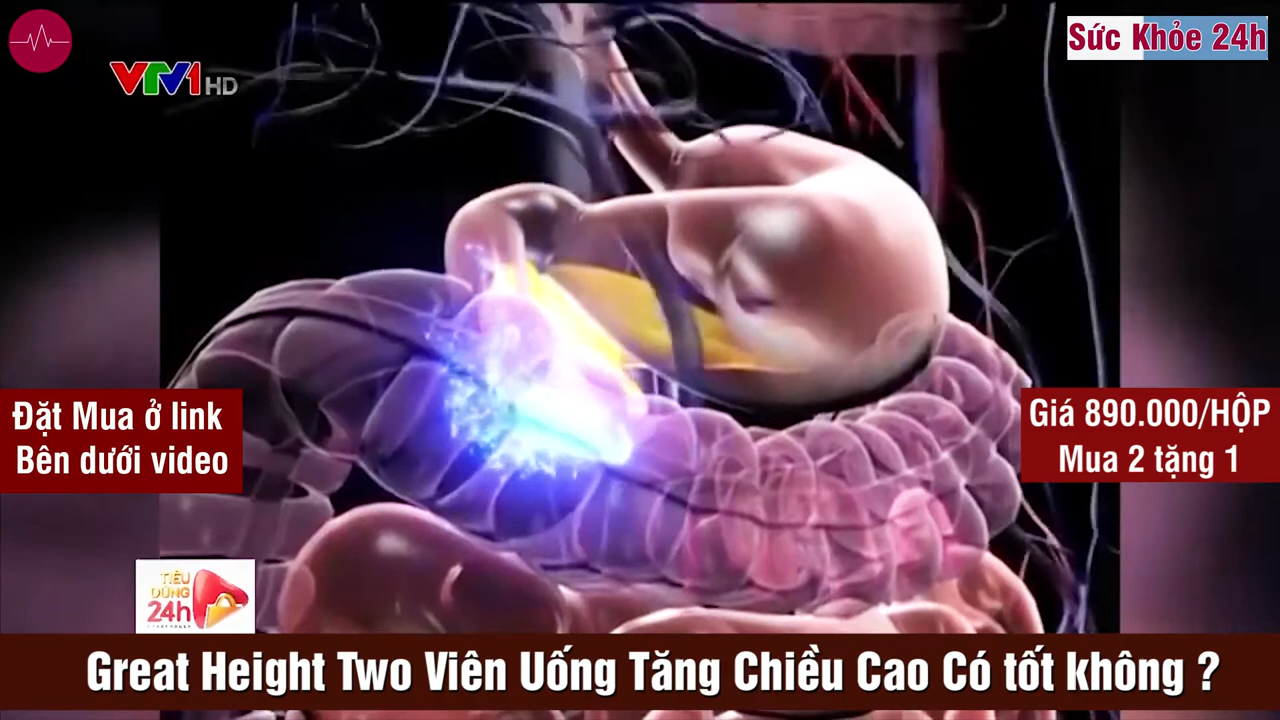 VTV1 HD
Sức Khỏe 24h
Đặt Mua ở link
Bên dưới video
Giá 890.000/HỘP
Mua 2 tặng 1
TIÊU
DÙNG
24h
Great Height Two Viên Uống Tăng Chiều Cao Có tốt không ?